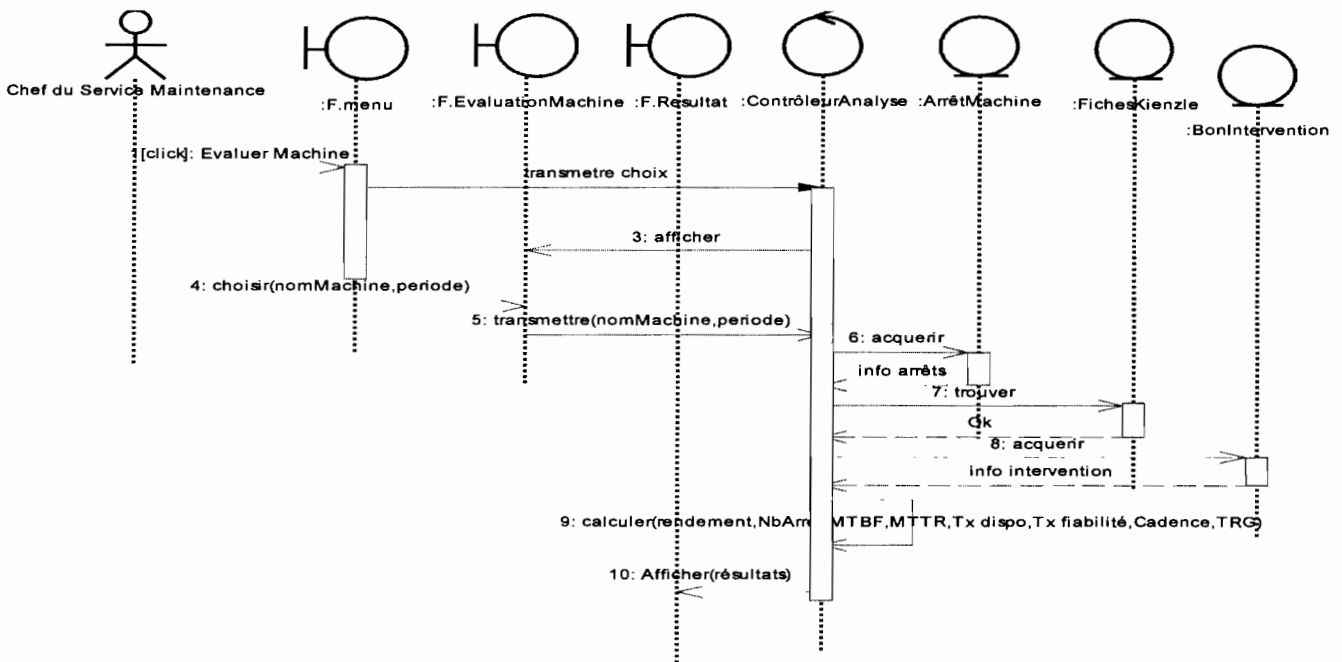 Chef du Service Maintenance
:F.menu
:F.EvaluationMachine
:F.Resultat
:ContrôleurAnalyse
:ArrêtMachine
:FichesKienzle
:BonIntervention
[click]: Evaluer Machine
transmetre choix
3: afficher
4: choisir(nomMachine,periode)
5: transmettre(nomMachine,periode)
6: acquerir
info arrêts
7: trouver
Ok
8: acquerir
info intervention
9: calculer(rendement,NbArr MTBF,MTTR,Tx dispo,Tx fiabilité,Cadence,TRG)
10: Afficher(résultats)